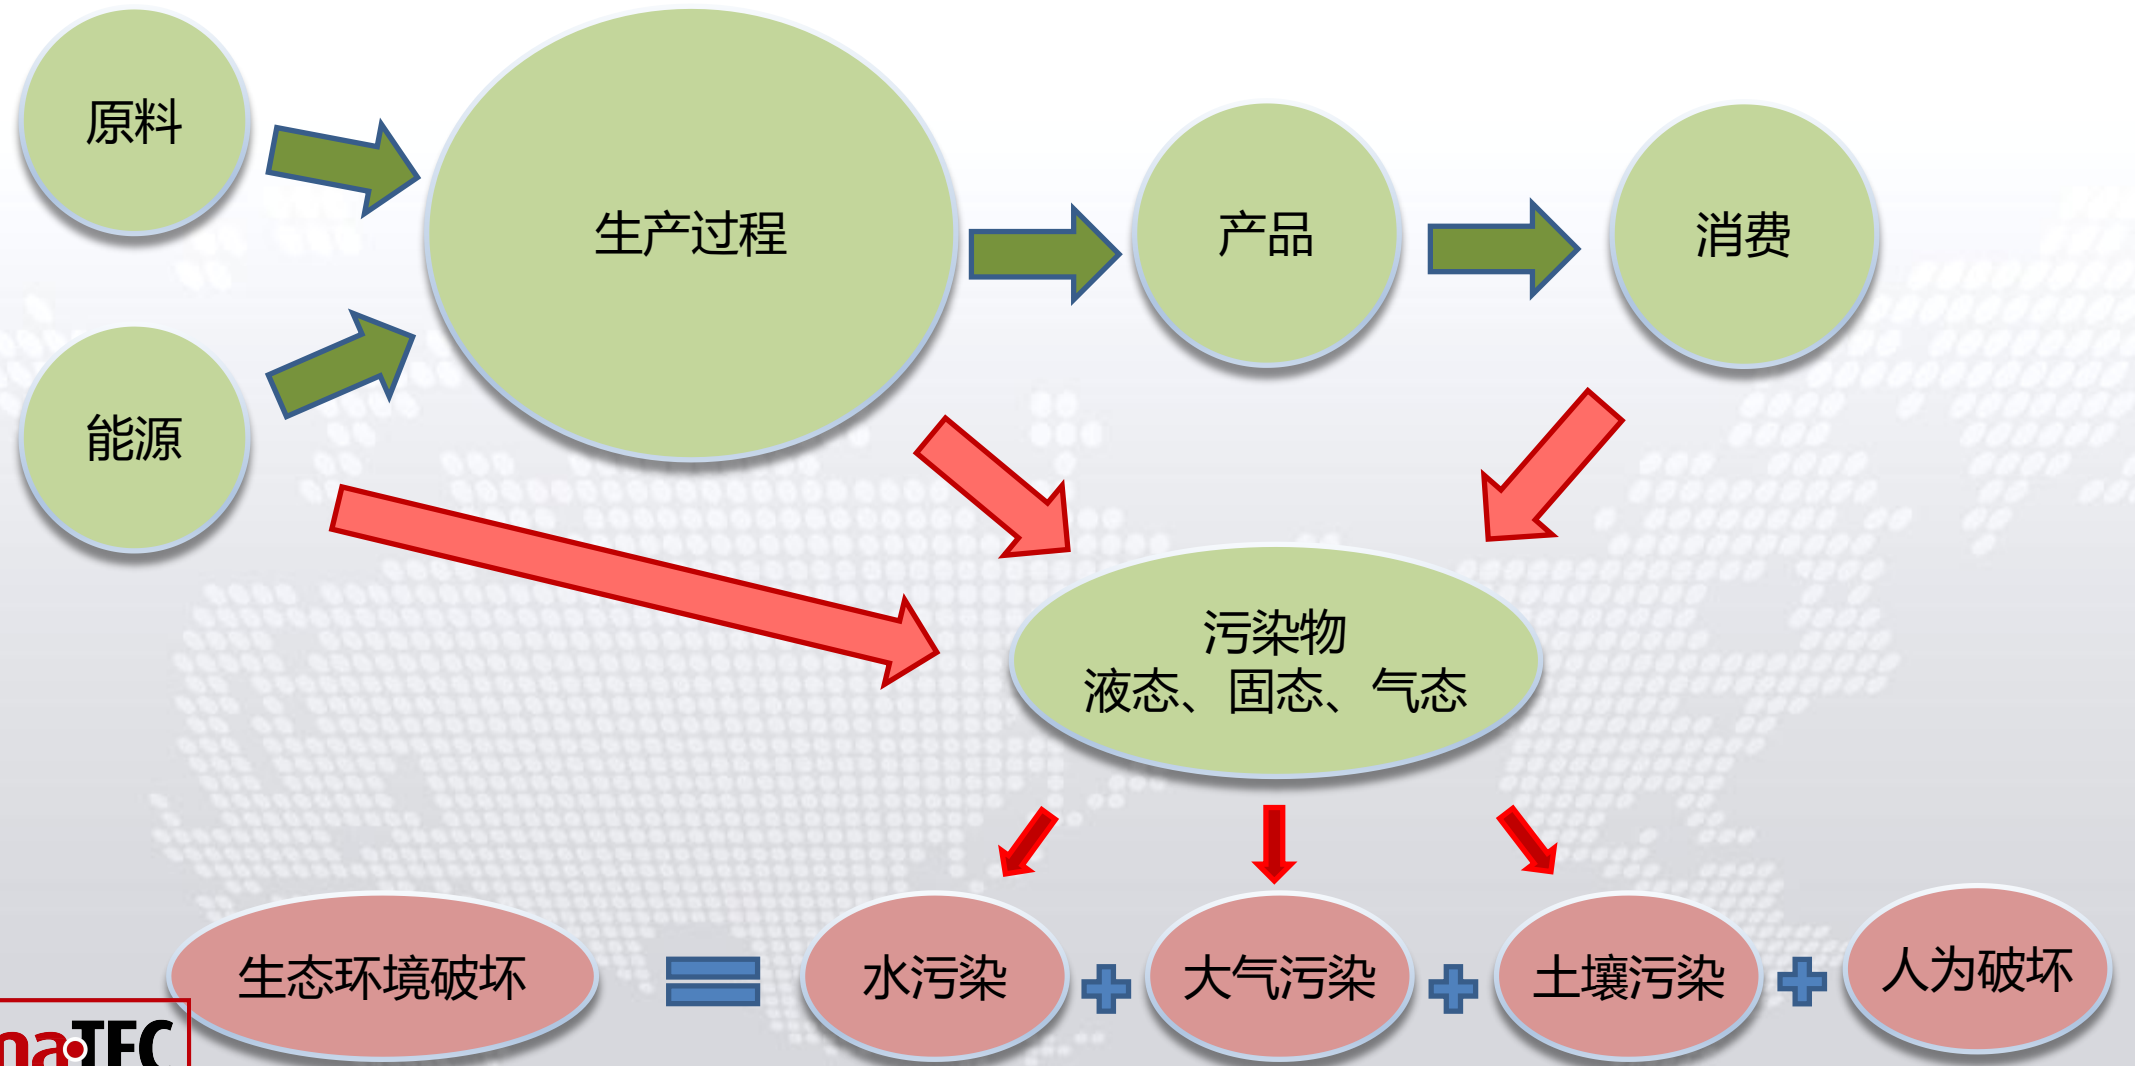 原料
生产过程
产品
消费
能源
污染物
液态、固态、气态
生态环境破坏
水污染
大气污染
土壤污染
人为破坏